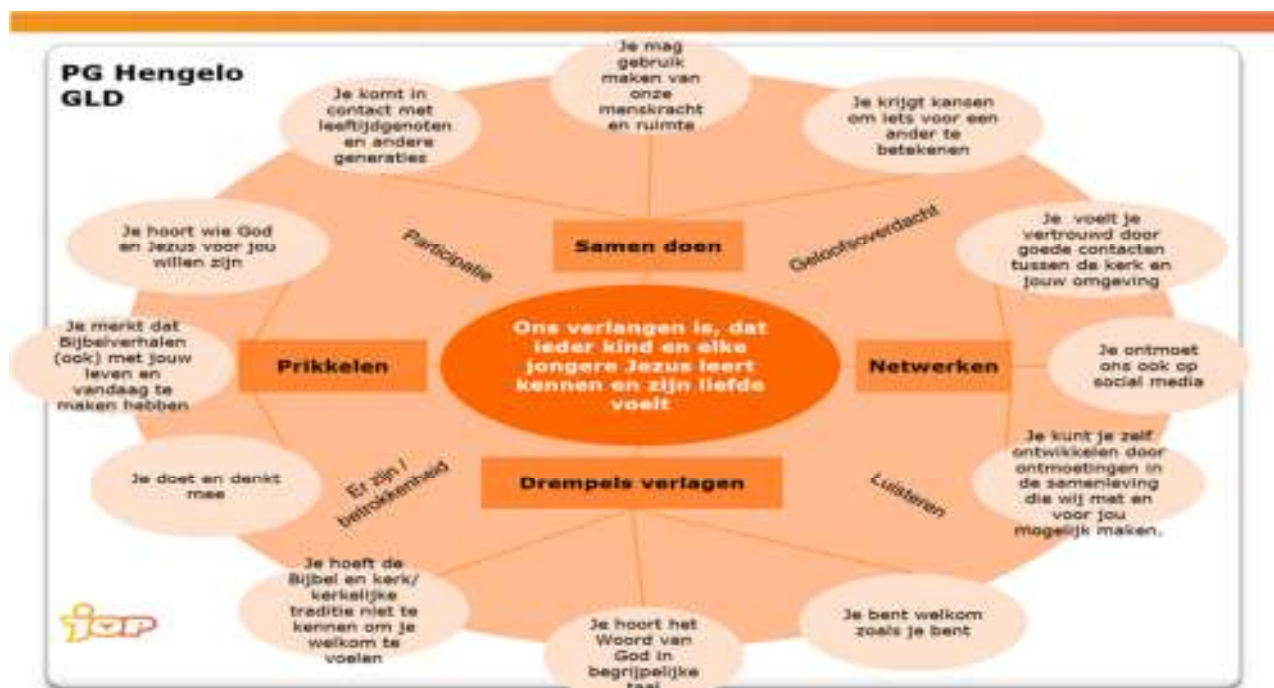 PG Hengelo
GLD
Je mag
gebruik
maken van
onze
menskracht
en ruimte
Je komt in
contact met
leeftijdgenoten
en andere
generaties
Je krijgt kansen
om iets voor een
ander te
betekenen
Je hoort wie God
en Jezus voor jou
willen zijn
Participatie
Samen doen
Geloofsoverdacht
Je voelt je
vertrouwd door
goede contacten
tussen de kerk en
jouw omgeving
Je merkt dat
Bijbelverhalen
(ook) met jouw
leven en
vandaag te
maken hebben
Prikkelen
Ons verlangen is, dat
ieder kind en elke
jongere Jezus leert
kennen en zijn liefde
voelt
Netwerken
Je ontmoet
ons ook op
social media
Je doet en denkt
mee
Er zijn /
betrokkenheid
Drempels verlagen
Luisteren
Je kunt je zelf
ontwikkelen door
ontmoetingen in
de samenleving
die wij met en
voor jou
mogelijk maken.
Je hoeft de
Bijbel en kerk/
kerkelijke
traditie niet te
kennen om je
welkom te
voelen
Je hoort het
Woord van
God in
begrijpelijke
taal
Je bent welkom
zoals je bent
jop